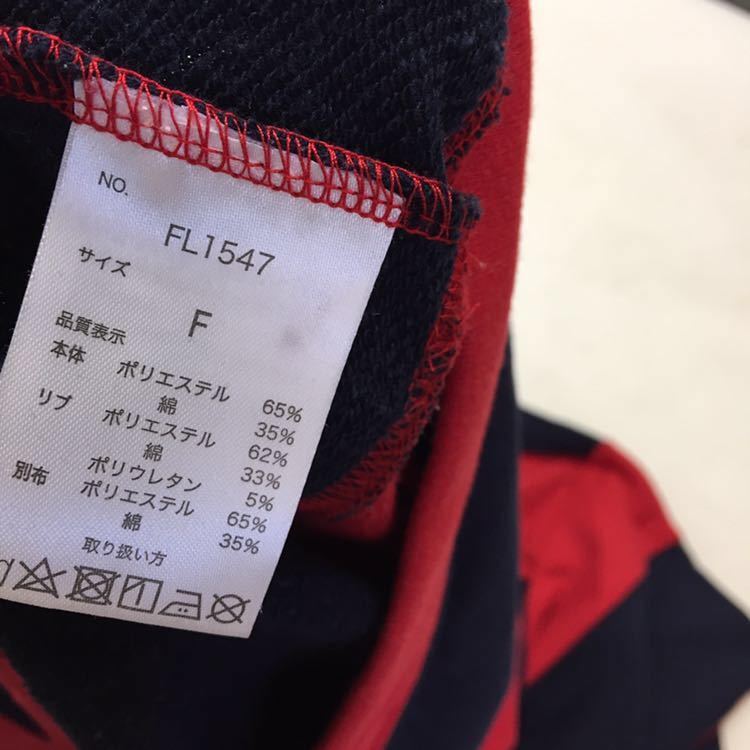 NO.
FL1547
サイズ
F
品質表示
本体 ポリエステル 65%
綿 35%
リブ ポリエステル 62%
綿 33%
ポリウレタン 5%
別布 ポリエステル 65%
綿 35%
取り扱い方